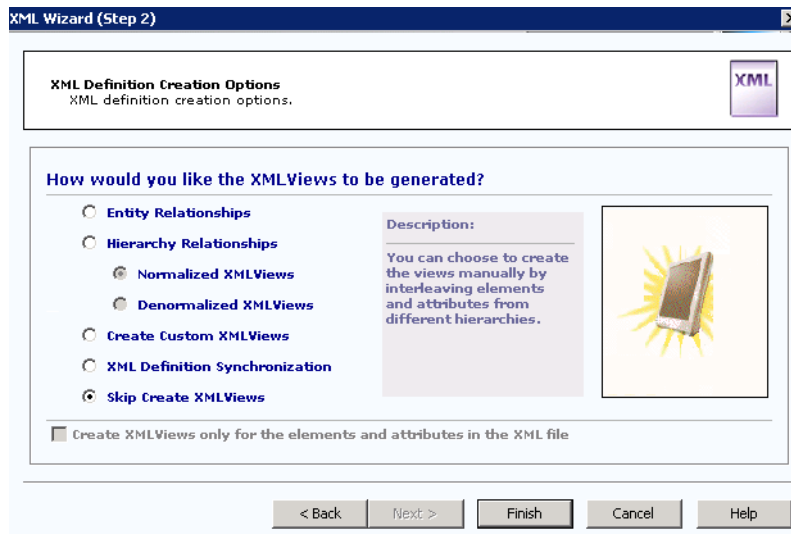 XML Wizard (Step 2)
XML Definition Creation Options
XML definition creation options.
XML
How would you like the XMLViews to be generated?
Entity Relationships
Hierarchy Relationships
Normalized XMLViews
Denormalized XMLViews
Create Custom XMLViews
XML Definition Synchronization
Skip Create XMLViews
Description:
You can choose to create
the views manually by
interleaving elements
and attributes from
different hierarchies.
Create XMLViews only for the elements and attributes in the XML file
< Back
Next >
Finish
Cancel
Help